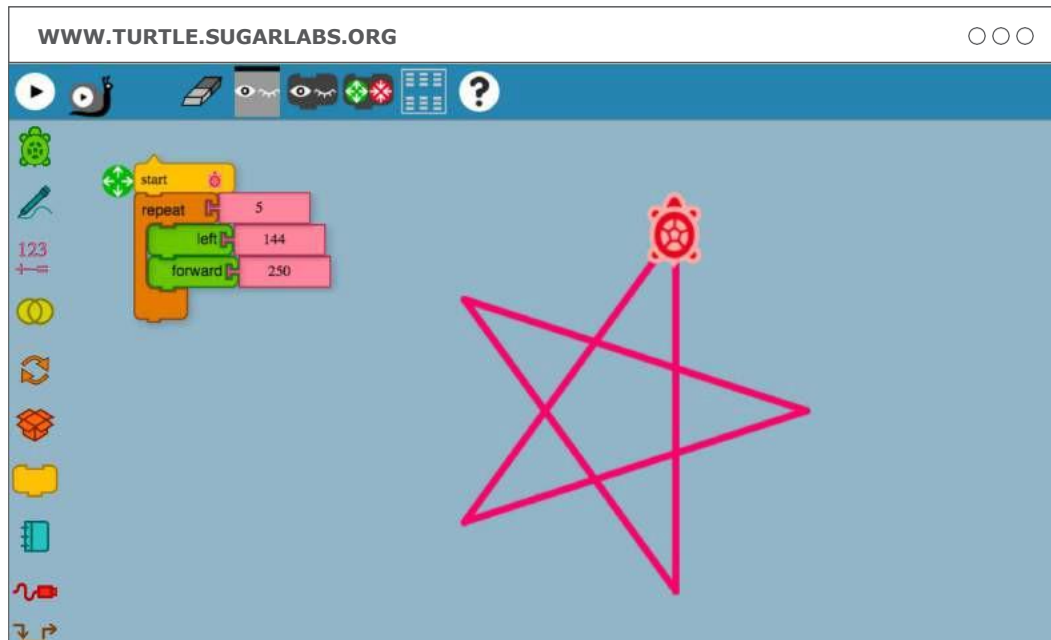 WWW.TURTLE.SUGARLABS.ORG
?
start
repeat 5
left 144
forward 250
123
+−=